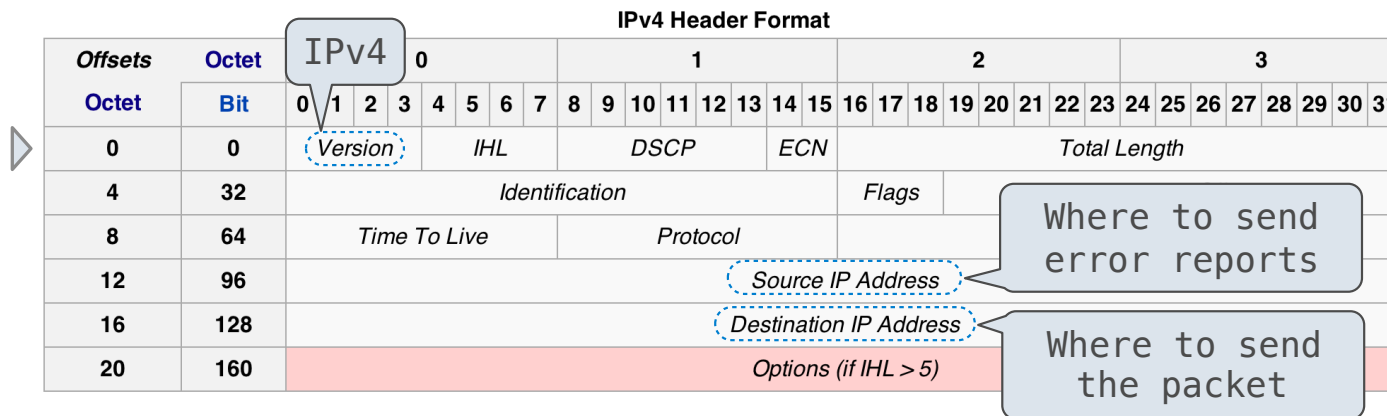 IPv4 Header Format
Offsets Octet IPv4 0 1 2 3
Octet Bit 0 1 2 3 4 5 6 7 8 9 10 11 12 13 14 15 16 17 18 19 20 21 22 23 24 25 26 27 28 29 30
0 0 Version IHL DSCP ECN Total Length
4 32 Identification Flags
8 64 Time To Live Protocol
Where to send
error reports
12 96 Source IP Address
16 128 Destination IP Address
Where to send
the packet
20 160 Options (if IHL > 5)